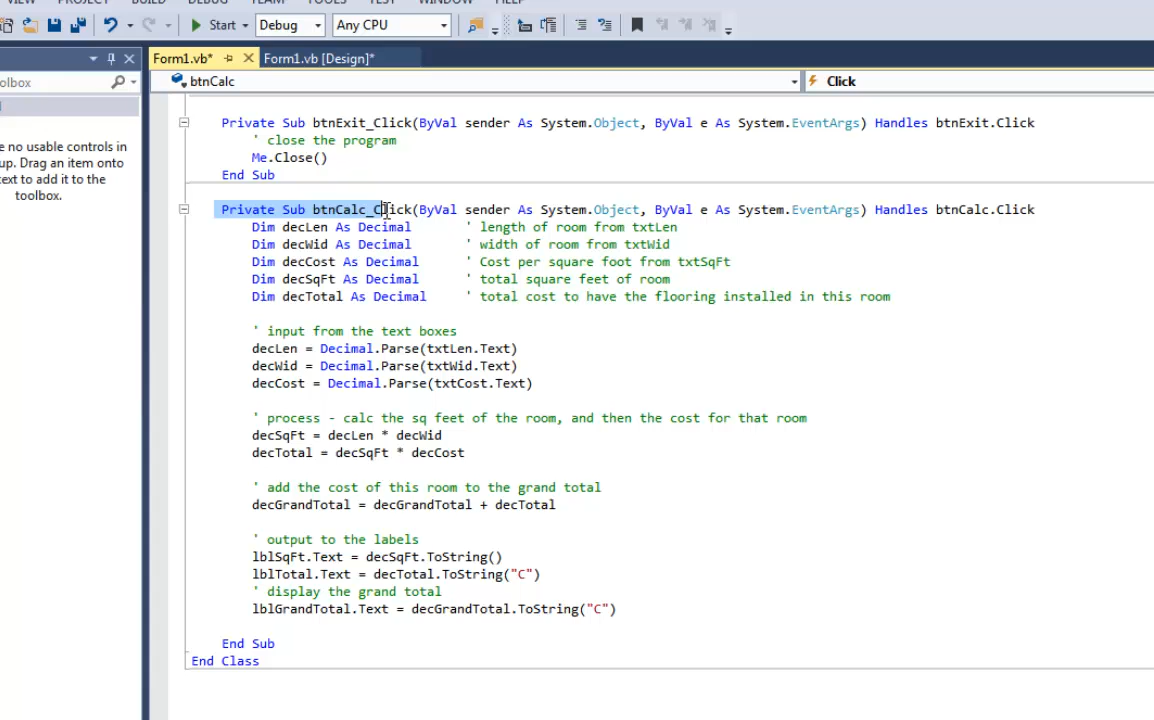 VIEW PROJECT BUILD DEBUG TEAM TOOLS TEST WINDOW HELP
Start Debug Any CPU
Form1.vb* Form1.vb [Design]*
olbox
btnCalc Click
e no usable controls in
up. Drag an item onto
text to add it to the
toolbox.
Private Sub btnExit_Click(ByVal sender As System.Object, ByVal e As System.EventArgs) Handles btnExit.Click
' close the program
Me.Close()
End Sub
Private Sub btnCalc_Click(ByVal sender As System.Object, ByVal e As System.EventArgs) Handles btnCalc.Click
Dim decLen As Decimal ' length of room from txtLen
Dim decWid As Decimal ' width of room from txtWid
Dim decCost As Decimal ' Cost per square foot from txtSqFt
Dim decSqFt As Decimal ' total square feet of room
Dim decTotal As Decimal ' total cost to have the flooring installed in this room
' input from the text boxes
decLen = Decimal.Parse(txtLen.Text)
decWid = Decimal.Parse(txtWid.Text)
decCost = Decimal.Parse(txtCost.Text)
' process - calc the sq feet of the room, and then the cost for that room
decSqFt = decLen * decWid
decTotal = decSqFt * decCost
' add the cost of this room to the grand total
decGrandTotal = decGrandTotal + decTotal
' output to the labels
lblSqFt.Text = decSqFt.ToString()
lblTotal.Text = decTotal.ToString("C")
' display the grand total
lblGrandTotal.Text = decGrandTotal.ToString("C")
End Sub
End Class